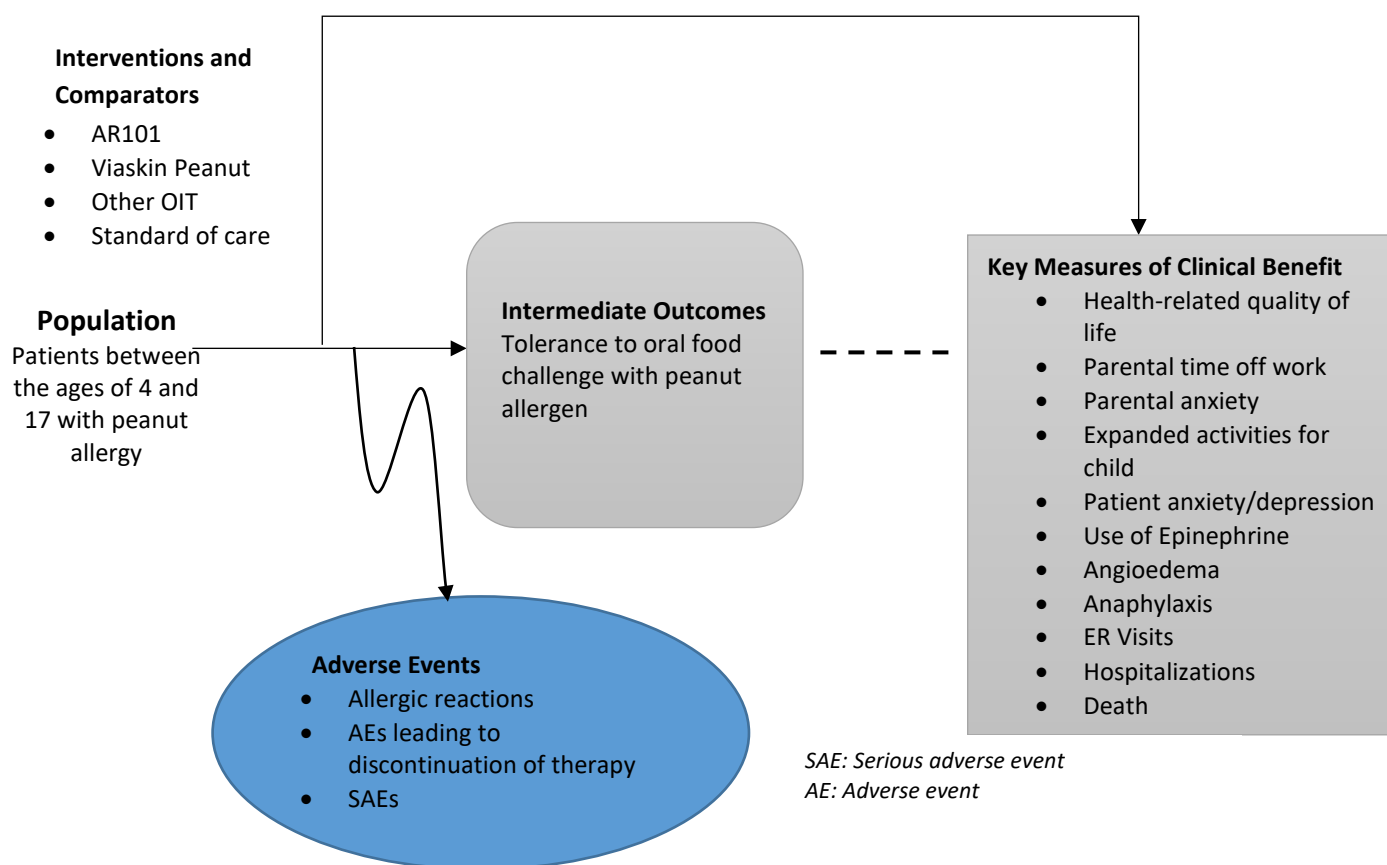 Interventions and
Comparators
• AR101
• Viaskin Peanut
• Other OIT
• Standard of care
Population
Patients between
the ages of 4 and
17 with peanut
allergy
Intermediate Outcomes
Tolerance to oral food
challenge with peanut
allergen
Key Measures of Clinical Benefit
• Health-related quality of
life
• Parental time off work
• Parental anxiety
• Expanded activities for
child
• Patient anxiety/depression
• Use of Epinephrine
• Angioedema
• Anaphylaxis
• ER Visits
• Hospitalizations
• Death
Adverse Events
• Allergic reactions
• AEs leading to
discontinuation of therapy
• SAEs
SAE: Serious adverse event
AE: Adverse event